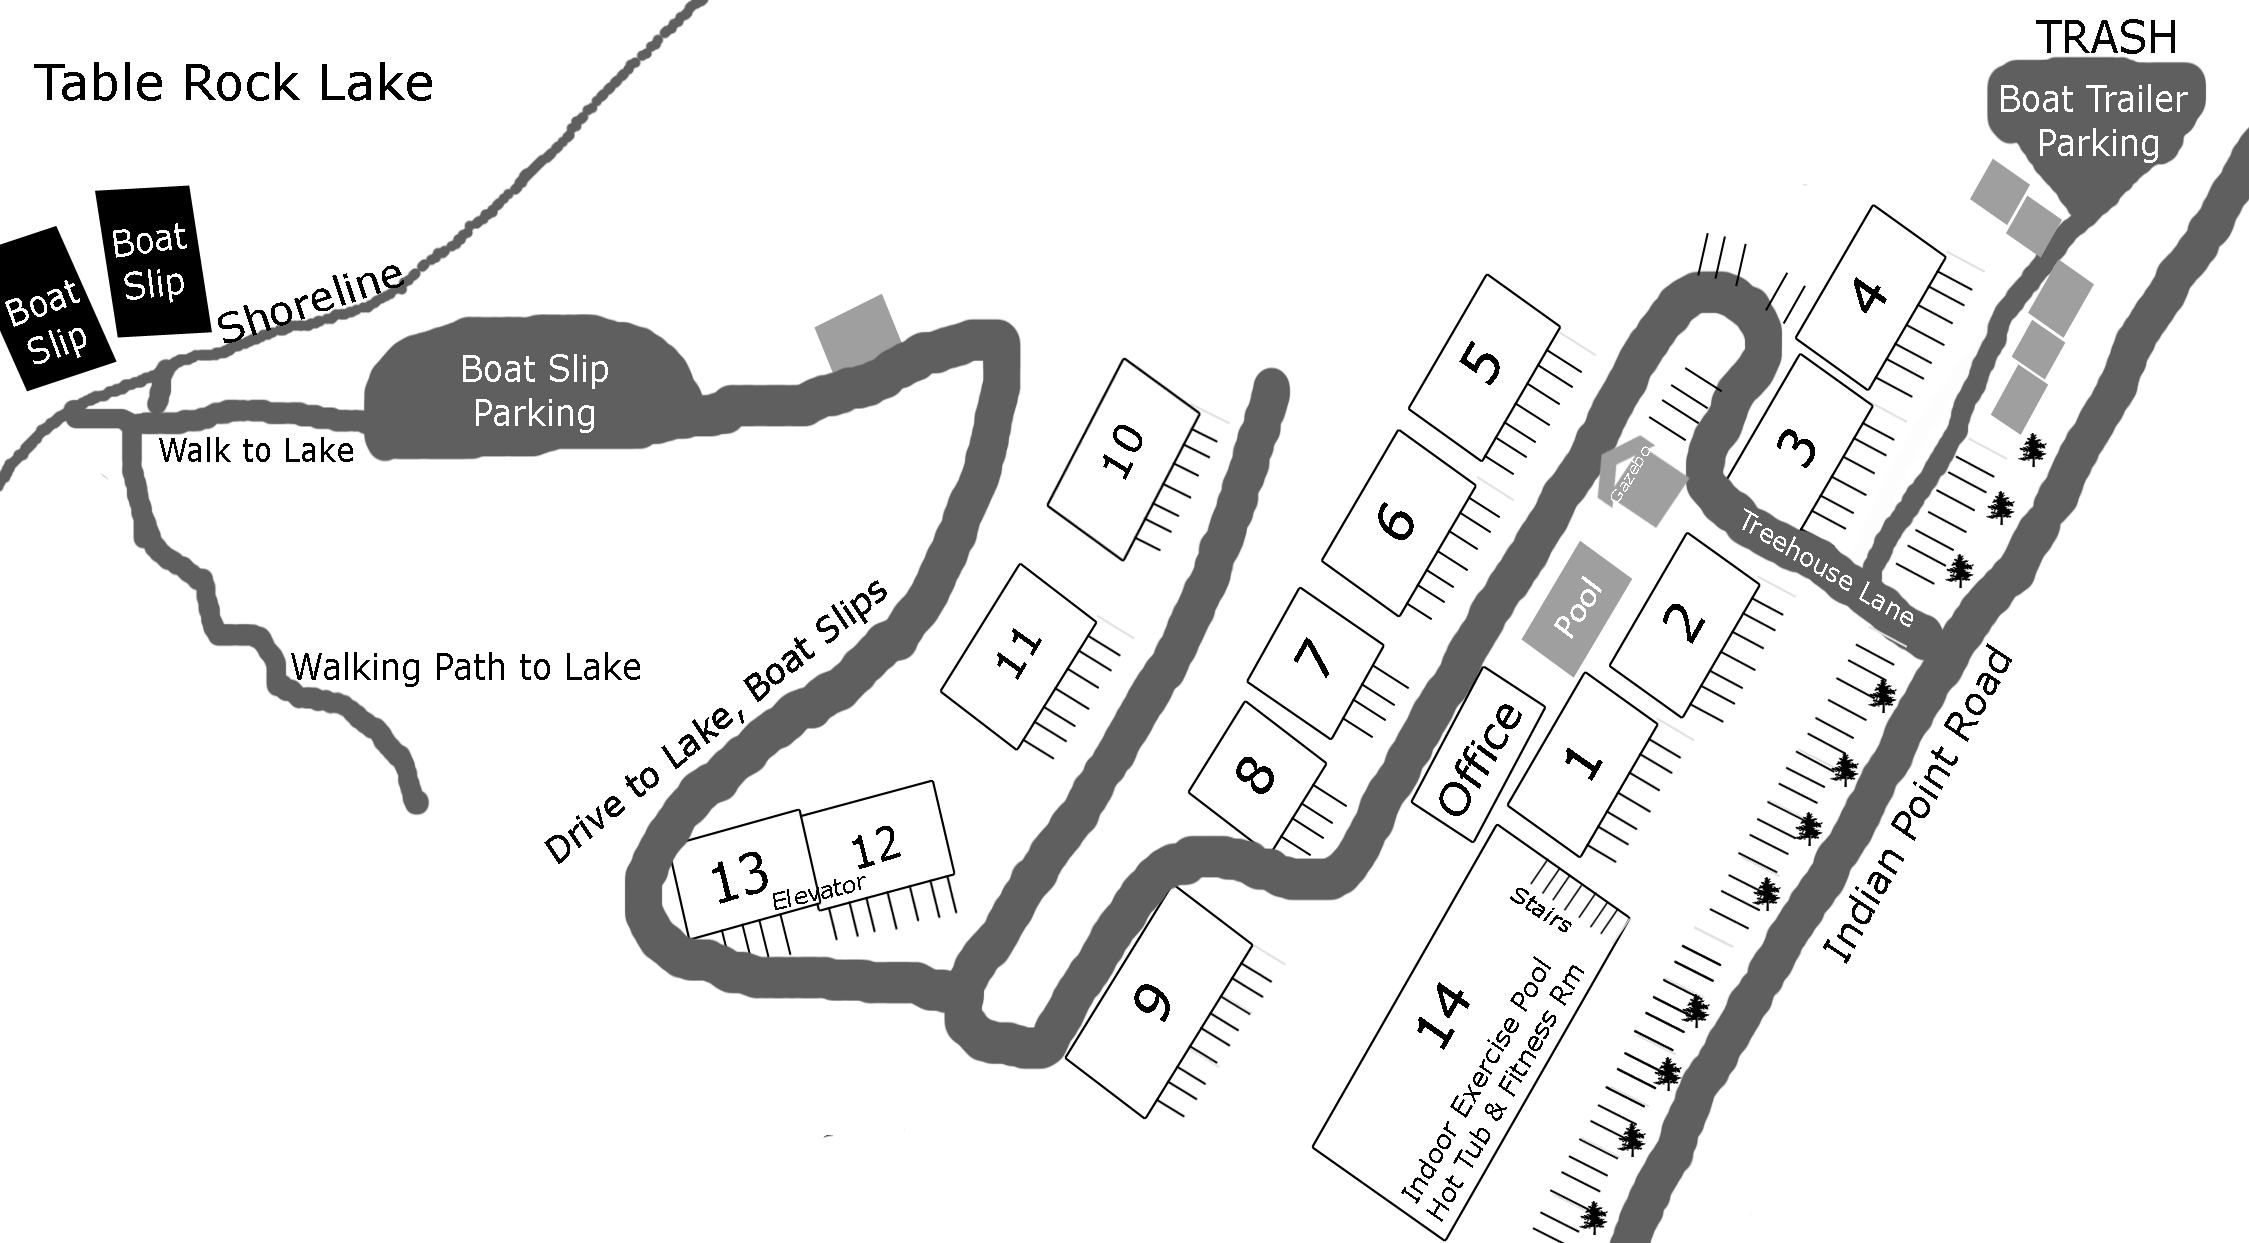 TRASH
Boat Trailer
Parking
Table Rock Lake
Boat
Slip
Boat
Slip
Shoreline
Boat Slip
Parking
Walk to Lake
Walking Path to Lake
Drive to Lake, Boat Slips
4
5
3
10
6
Gazebo
Treehouse Lane
Pool
2
11
7
8
Office
1
Indian Point Road
13
12
Elevator
Stairs
9
14
Indoor Exercise Pool
Hot Tub & Fitness Rm